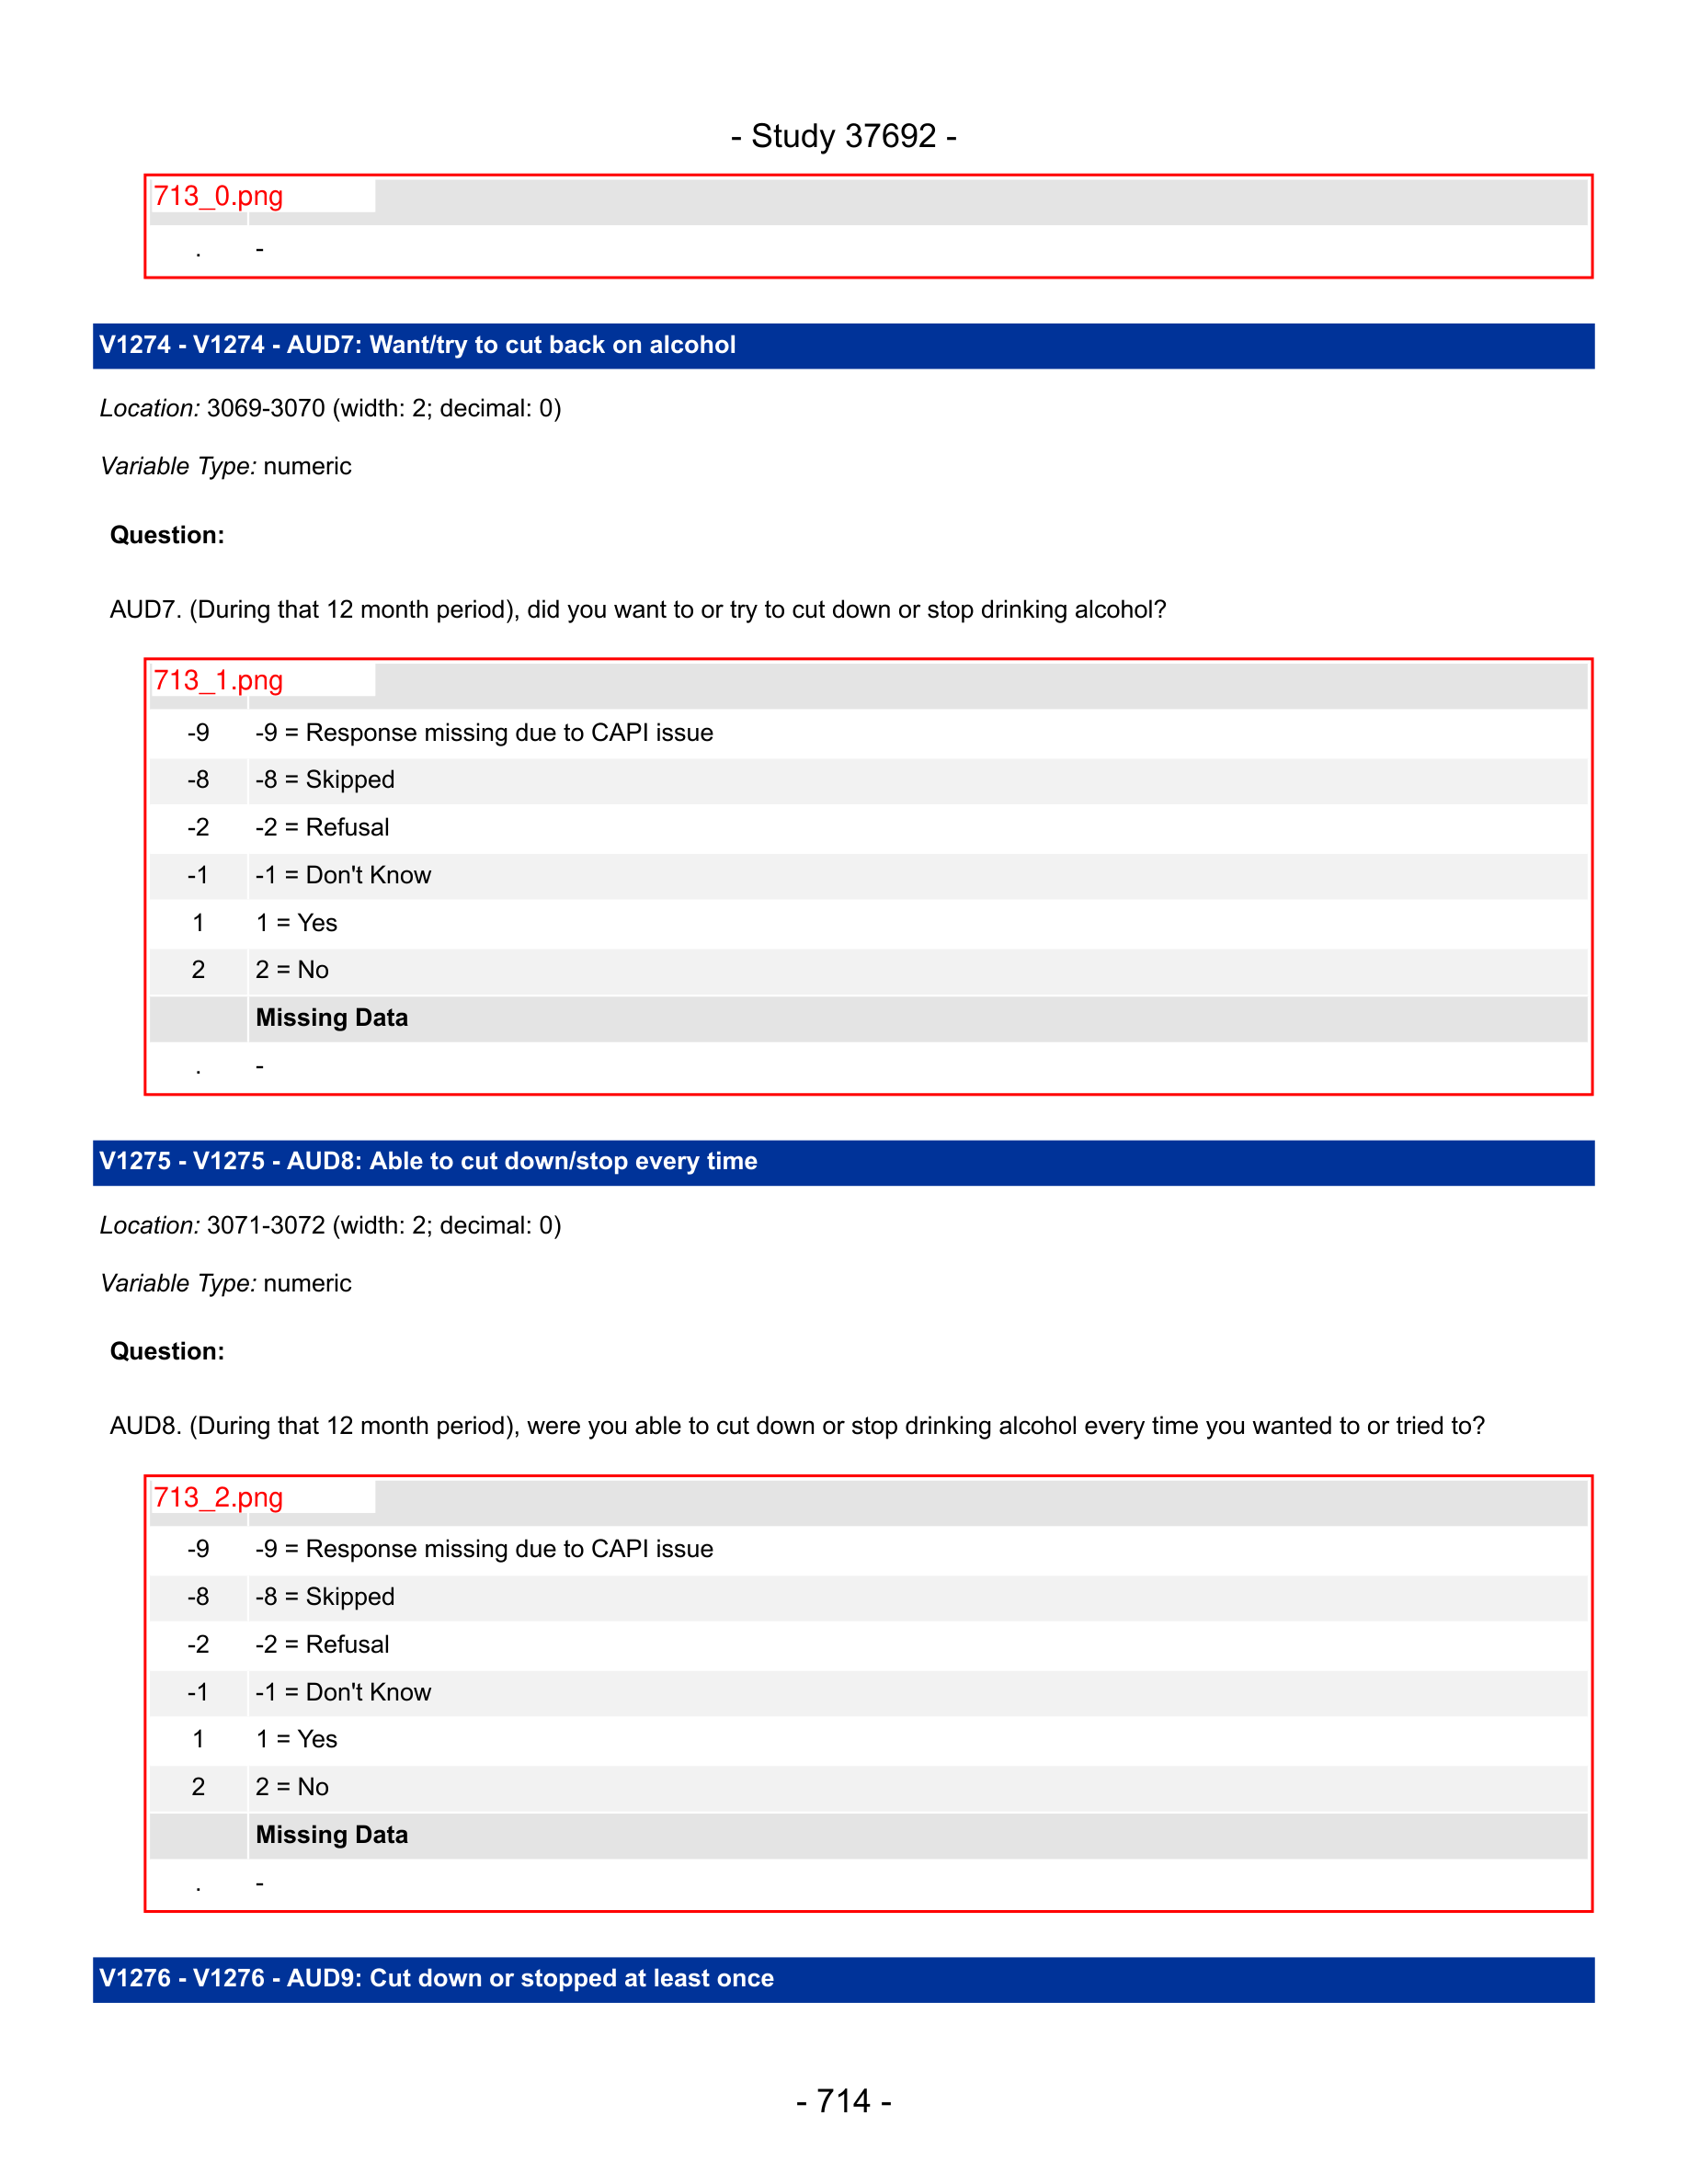 - Study 37692 -
713_0.png
. -
V1274 - V1274 - AUD7: Want/try to cut back on alcohol
Location: 3069-3070 (width: 2; decimal: 0)
Variable Type: numeric
Question:
AUD7. (During that 12 month period), did you want to or try to cut down or stop drinking alcohol?
713_1.png
-9 -9 = Response missing due to CAPI issue
-8 -8 = Skipped
-2 -2 = Refusal
-1 -1 = Don't Know
1 1 = Yes
2 2 = No
Missing Data
. -
V1275 - V1275 - AUD8: Able to cut down/stop every time
Location: 3071-3072 (width: 2; decimal: 0)
Variable Type: numeric
Question:
AUD8. (During that 12 month period), were you able to cut down or stop drinking alcohol every time you wanted to or tried to?
713_2.png
-9 -9 = Response missing due to CAPI issue
-8 -8 = Skipped
-2 -2 = Refusal
-1 -1 = Don't Know
1 1 = Yes
2 2 = No
Missing Data
. -
V1276 - V1276 - AUD9: Cut down or stopped at least once
- 714 -